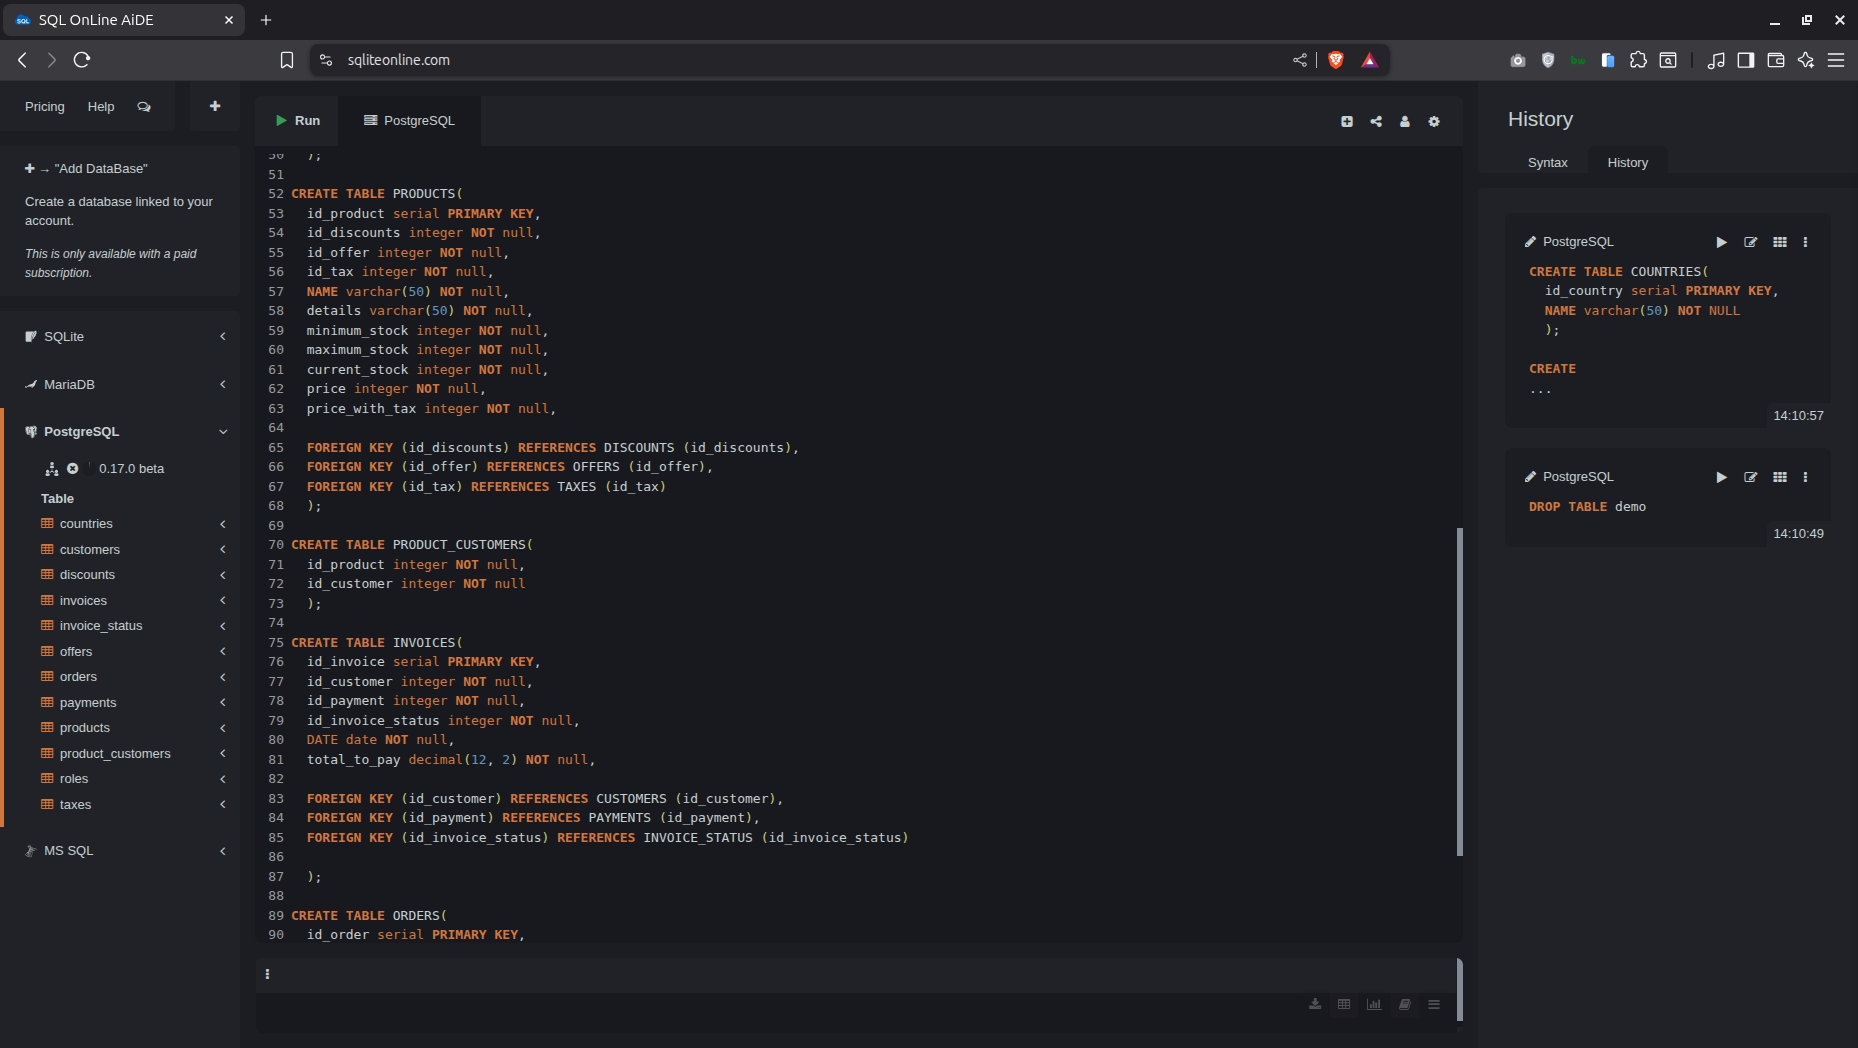 SQL OnLine AiDE
sqliteonline.com
Pricing Help
Run PostgreSQL
"Add DataBase"
Create a database linked to your
account.
This is only available with a paid
subscription.
SQLite
MariaDB
PostgreSQL
0.17.0 beta
Table
countries
customers
discounts
invoices
invoice_status
offers
orders
payments
products
product_customers
roles
taxes
MS SQL
50 );
51
52 CREATE TABLE PRODUCTS(
53 id_product serial PRIMARY KEY,
54 id_discounts integer NOT null,
55 id_offer integer NOT null,
56 id_tax integer NOT null,
57 NAME varchar(50) NOT null,
58 details varchar(50) NOT null,
59 minimum_stock integer NOT null,
60 maximum_stock integer NOT null,
61 current_stock integer NOT null,
62 price integer NOT null,
63 price_with_tax integer NOT null,
64
65 FOREIGN KEY (id_discounts) REFERENCES DISCOUNTS (id_discounts),
66 FOREIGN KEY (id_offer) REFERENCES OFFERS (id_offer),
67 FOREIGN KEY (id_tax) REFERENCES TAXES (id_tax)
68 );
69
70 CREATE TABLE PRODUCT_CUSTOMERS(
71 id_product integer NOT null,
72 id_customer integer NOT null
73 );
74
75 CREATE TABLE INVOICES(
76 id_invoice serial PRIMARY KEY,
77 id_customer integer NOT null,
78 id_payment integer NOT null,
79 id_invoice_status integer NOT null,
80 DATE date NOT null,
81 total_to_pay decimal(12, 2) NOT null,
82
83 FOREIGN KEY (id_customer) REFERENCES CUSTOMERS (id_customer),
84 FOREIGN KEY (id_payment) REFERENCES PAYMENTS (id_payment),
85 FOREIGN KEY (id_invoice_status) REFERENCES INVOICE_STATUS (id_invoice_status)
86
87 );
88
89 CREATE TABLE ORDERS(
90 id_order serial PRIMARY KEY,
History
Syntax History
PostgreSQL
CREATE TABLE COUNTRIES(
id_country serial PRIMARY KEY,
NAME varchar(50) NOT NULL
);
CREATE
...
14:10:57
PostgreSQL
DROP TABLE demo
14:10:49